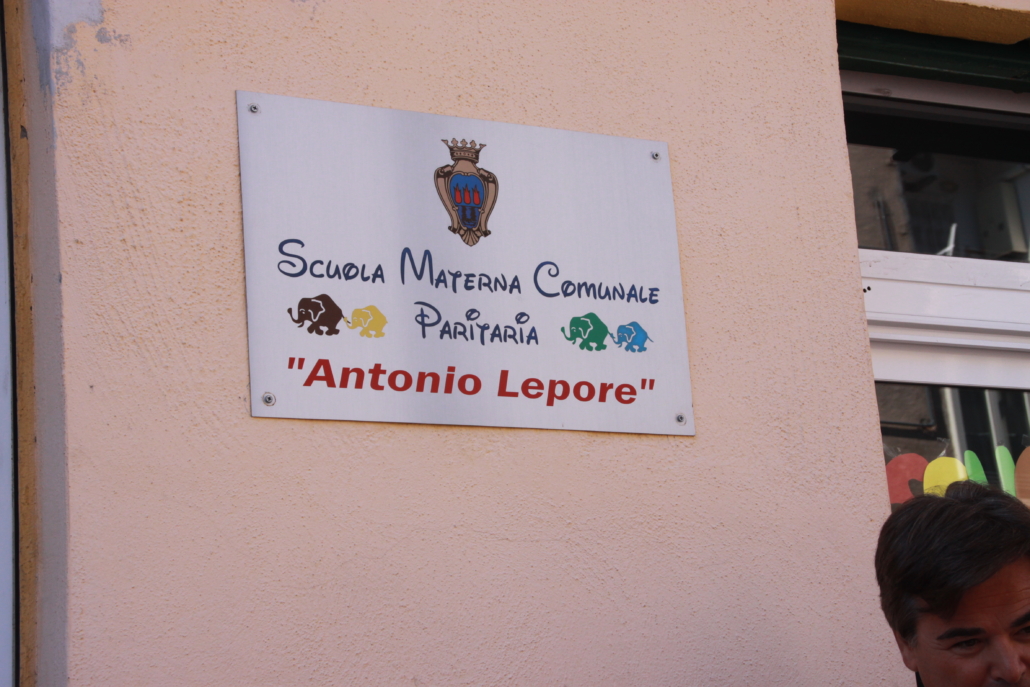 Scuola Materna Comunale
Paritaria
"Antonio Lepore"